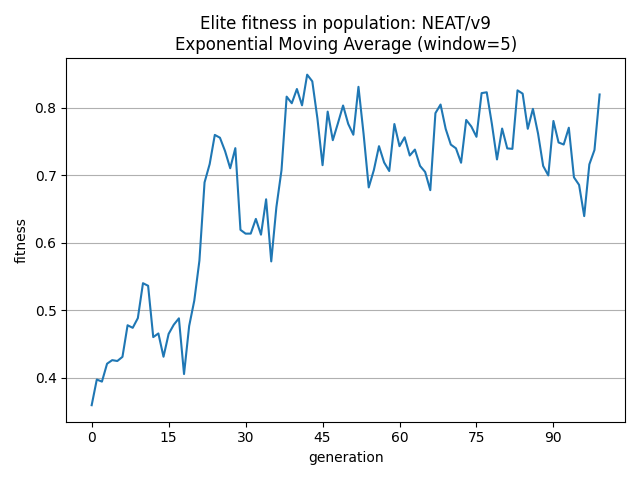 Elite fitness in population: NEAT/v9
Exponential Moving Average (window=5)
fitness
0.8
0.7
0.6
0.5
0.4
0 15 30 45 60 75 90
generation